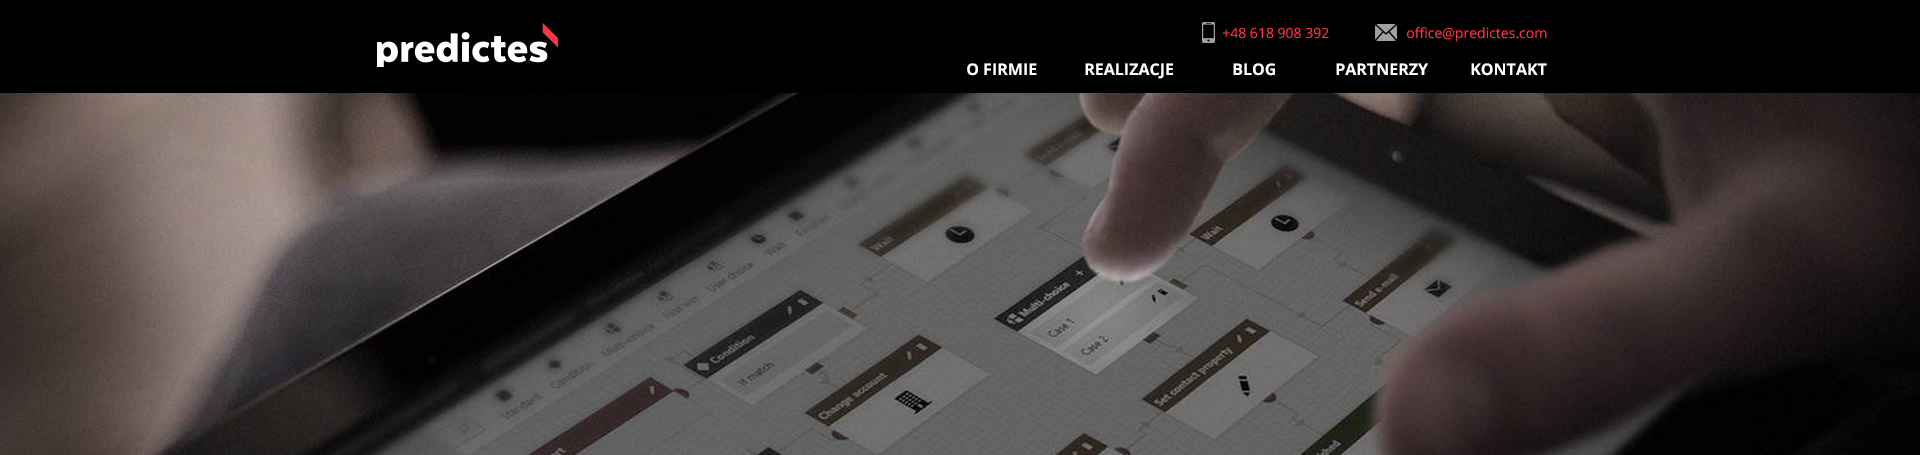 predictes
+48 618 908 392
office@predictes.com
O FIRMIE
REALIZACJE
BLOG
PARTNERZY
KONTAKT
Wait
Wait
Send e-mail
Multi-choice
Case 1
Case 2
Condition
If match
Change account
Set contact property
Standard
Condition
Multi-choice
First win
User choice
Wait